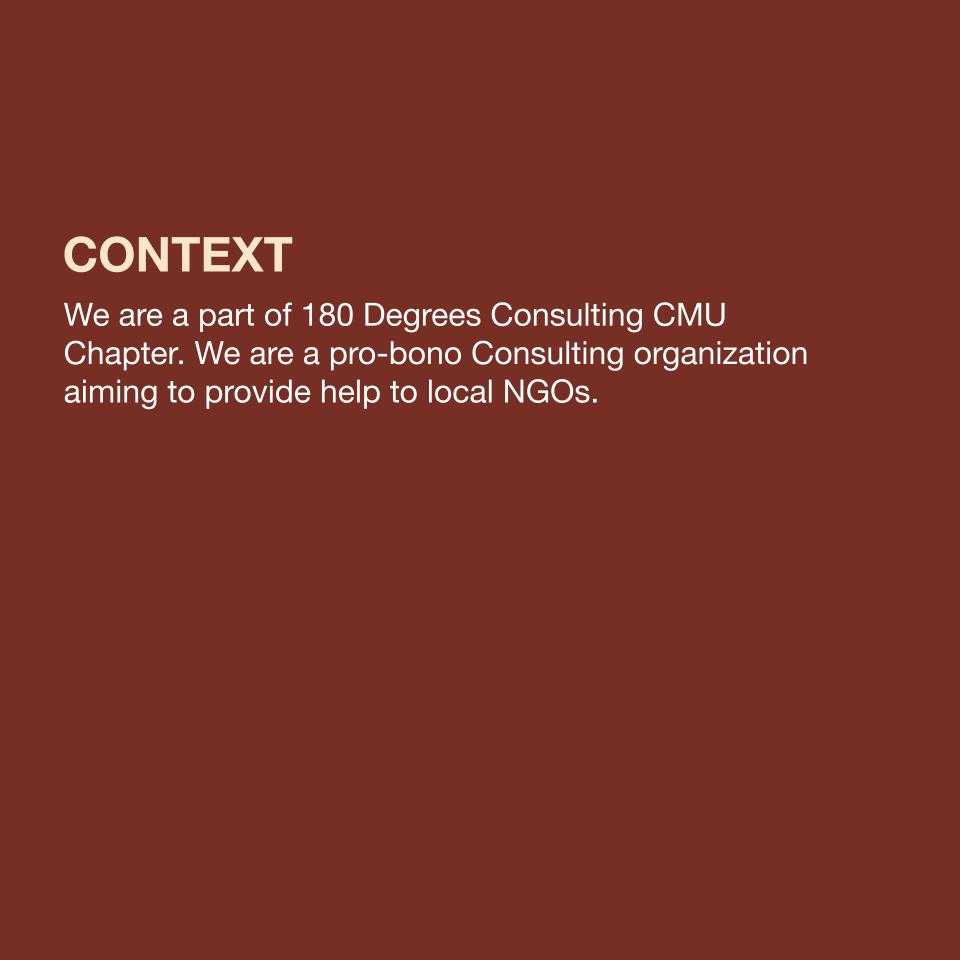 CONTEXT
We are a part of 180 Degrees Consulting CMU
Chapter. We are a pro-bono Consulting organization
aiming to provide help to local NGOs.